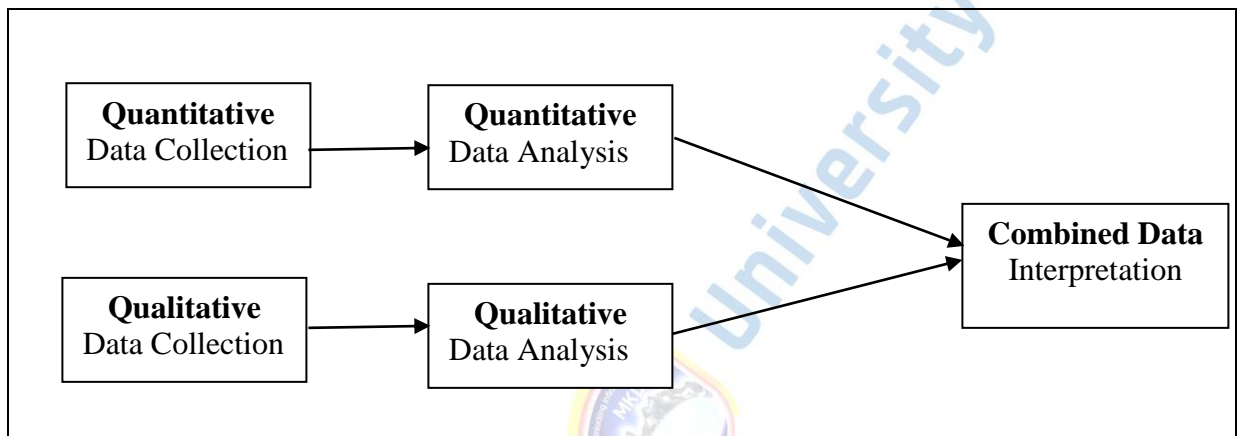 Quantitative
Data Collection
Quantitative
Data Analysis
Combined Data
Interpretation
Qualitative
Data Collection
Qualitative
Data Analysis
University